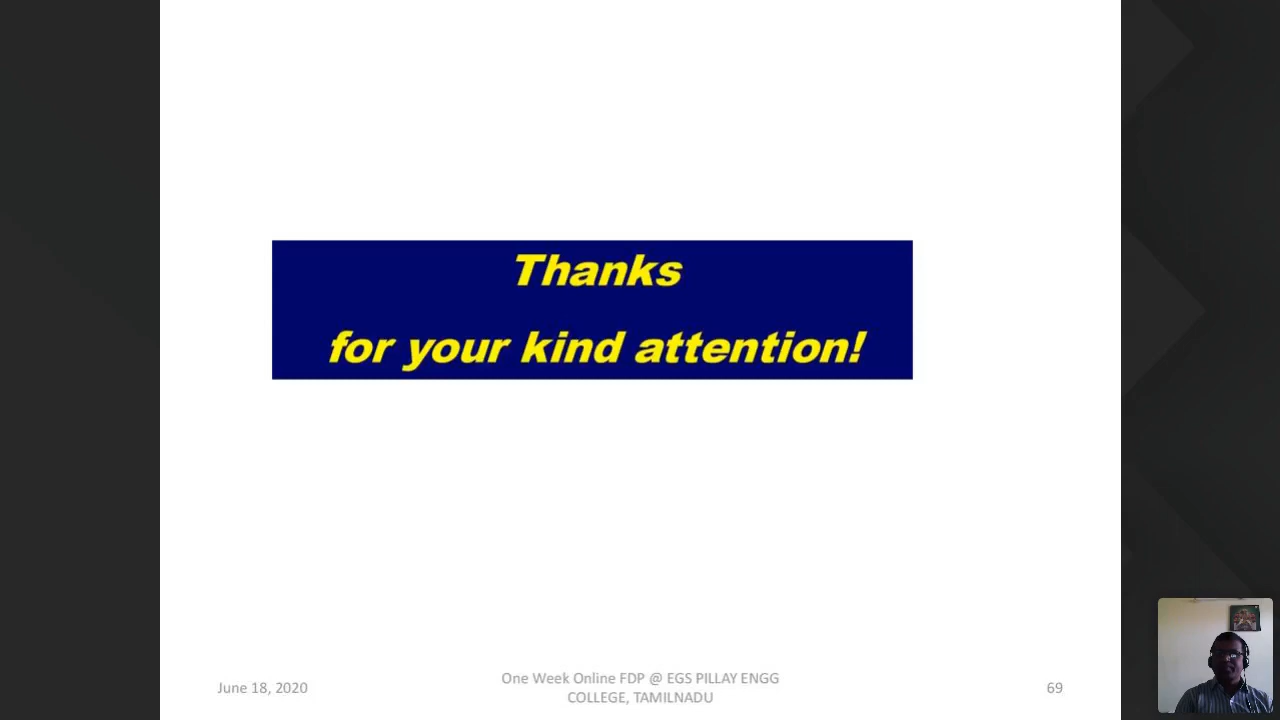 Thanks
for your kind attention!
June 18, 2020
One Week Online FDP @ EGS PILLAY ENGG
COLLEGE, TAMILNADU
69